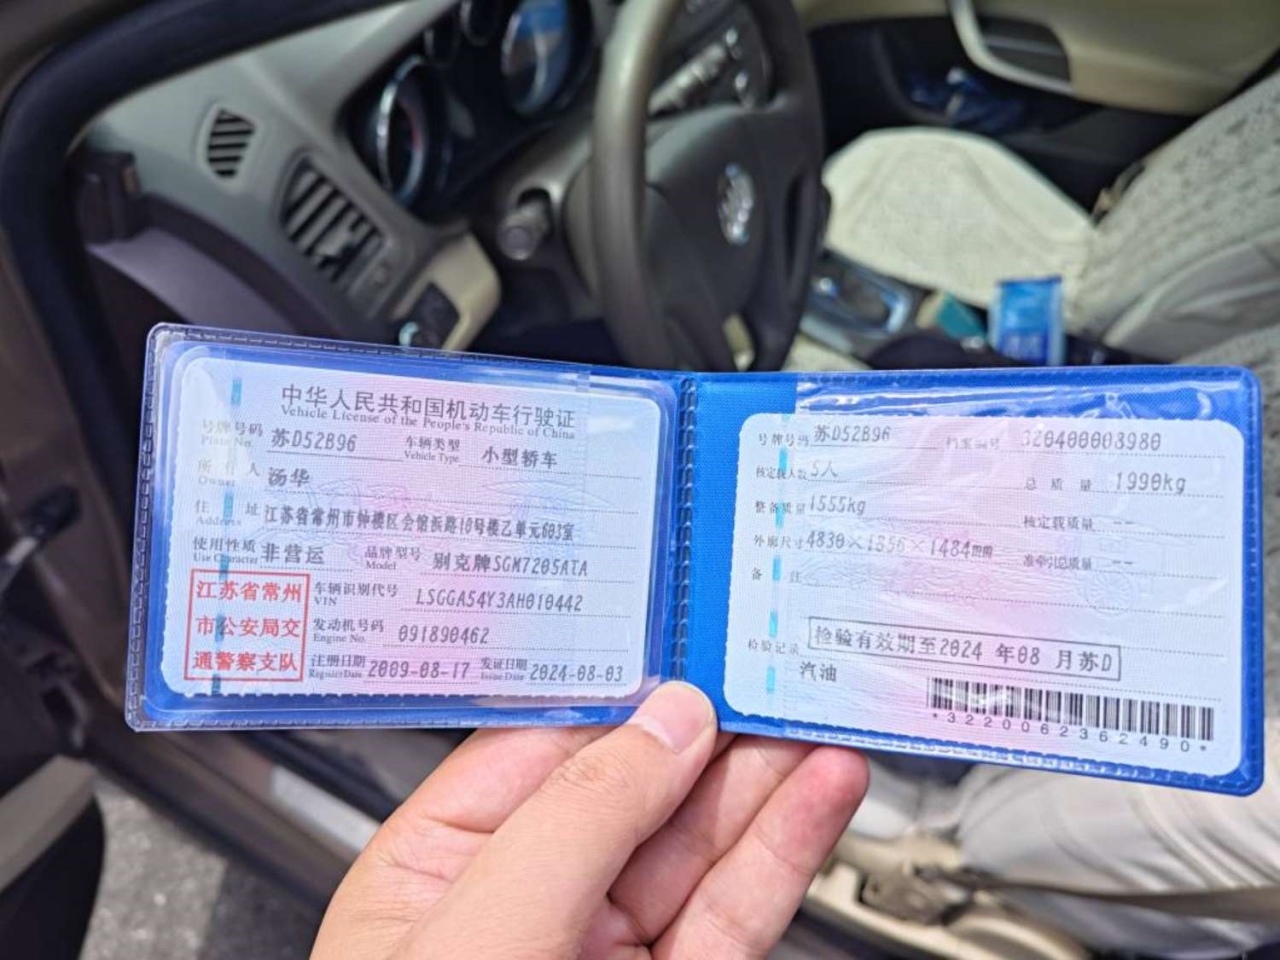 中华人民共和国机动车行驶证
Vehicle License of the People's Republic of China
号牌号码 Plate No. 苏D52B96 车辆类型 Vehicle Type 小型轿车
所有人 Owner 汤华
住址 Address 江苏省常州市钟楼区会馆浜路10号楼乙单元603室
使用性质 Use Character 非营运 品牌型号 Model 别克牌SGM7205ATA
江苏省常州
市公安局交
通警察支队
车辆识别代号 VIN LSGGA54Y3AH010442
发动机号码 Engine No. 091890462
注册日期 Register Date 2009-08-17 发证日期 Issue Date 2024-08-03
号牌号码 苏D52B96 档案编号 320400008980
核定载人数 5人 总质量 1990kg
整备质量 1555kg 核定载质量 --
外廓尺寸 4830×1856×1484mm 准牵引总质量 --
备注
检验记录 检验有效期至2024 年08 月苏D
汽油
*3220062362490*